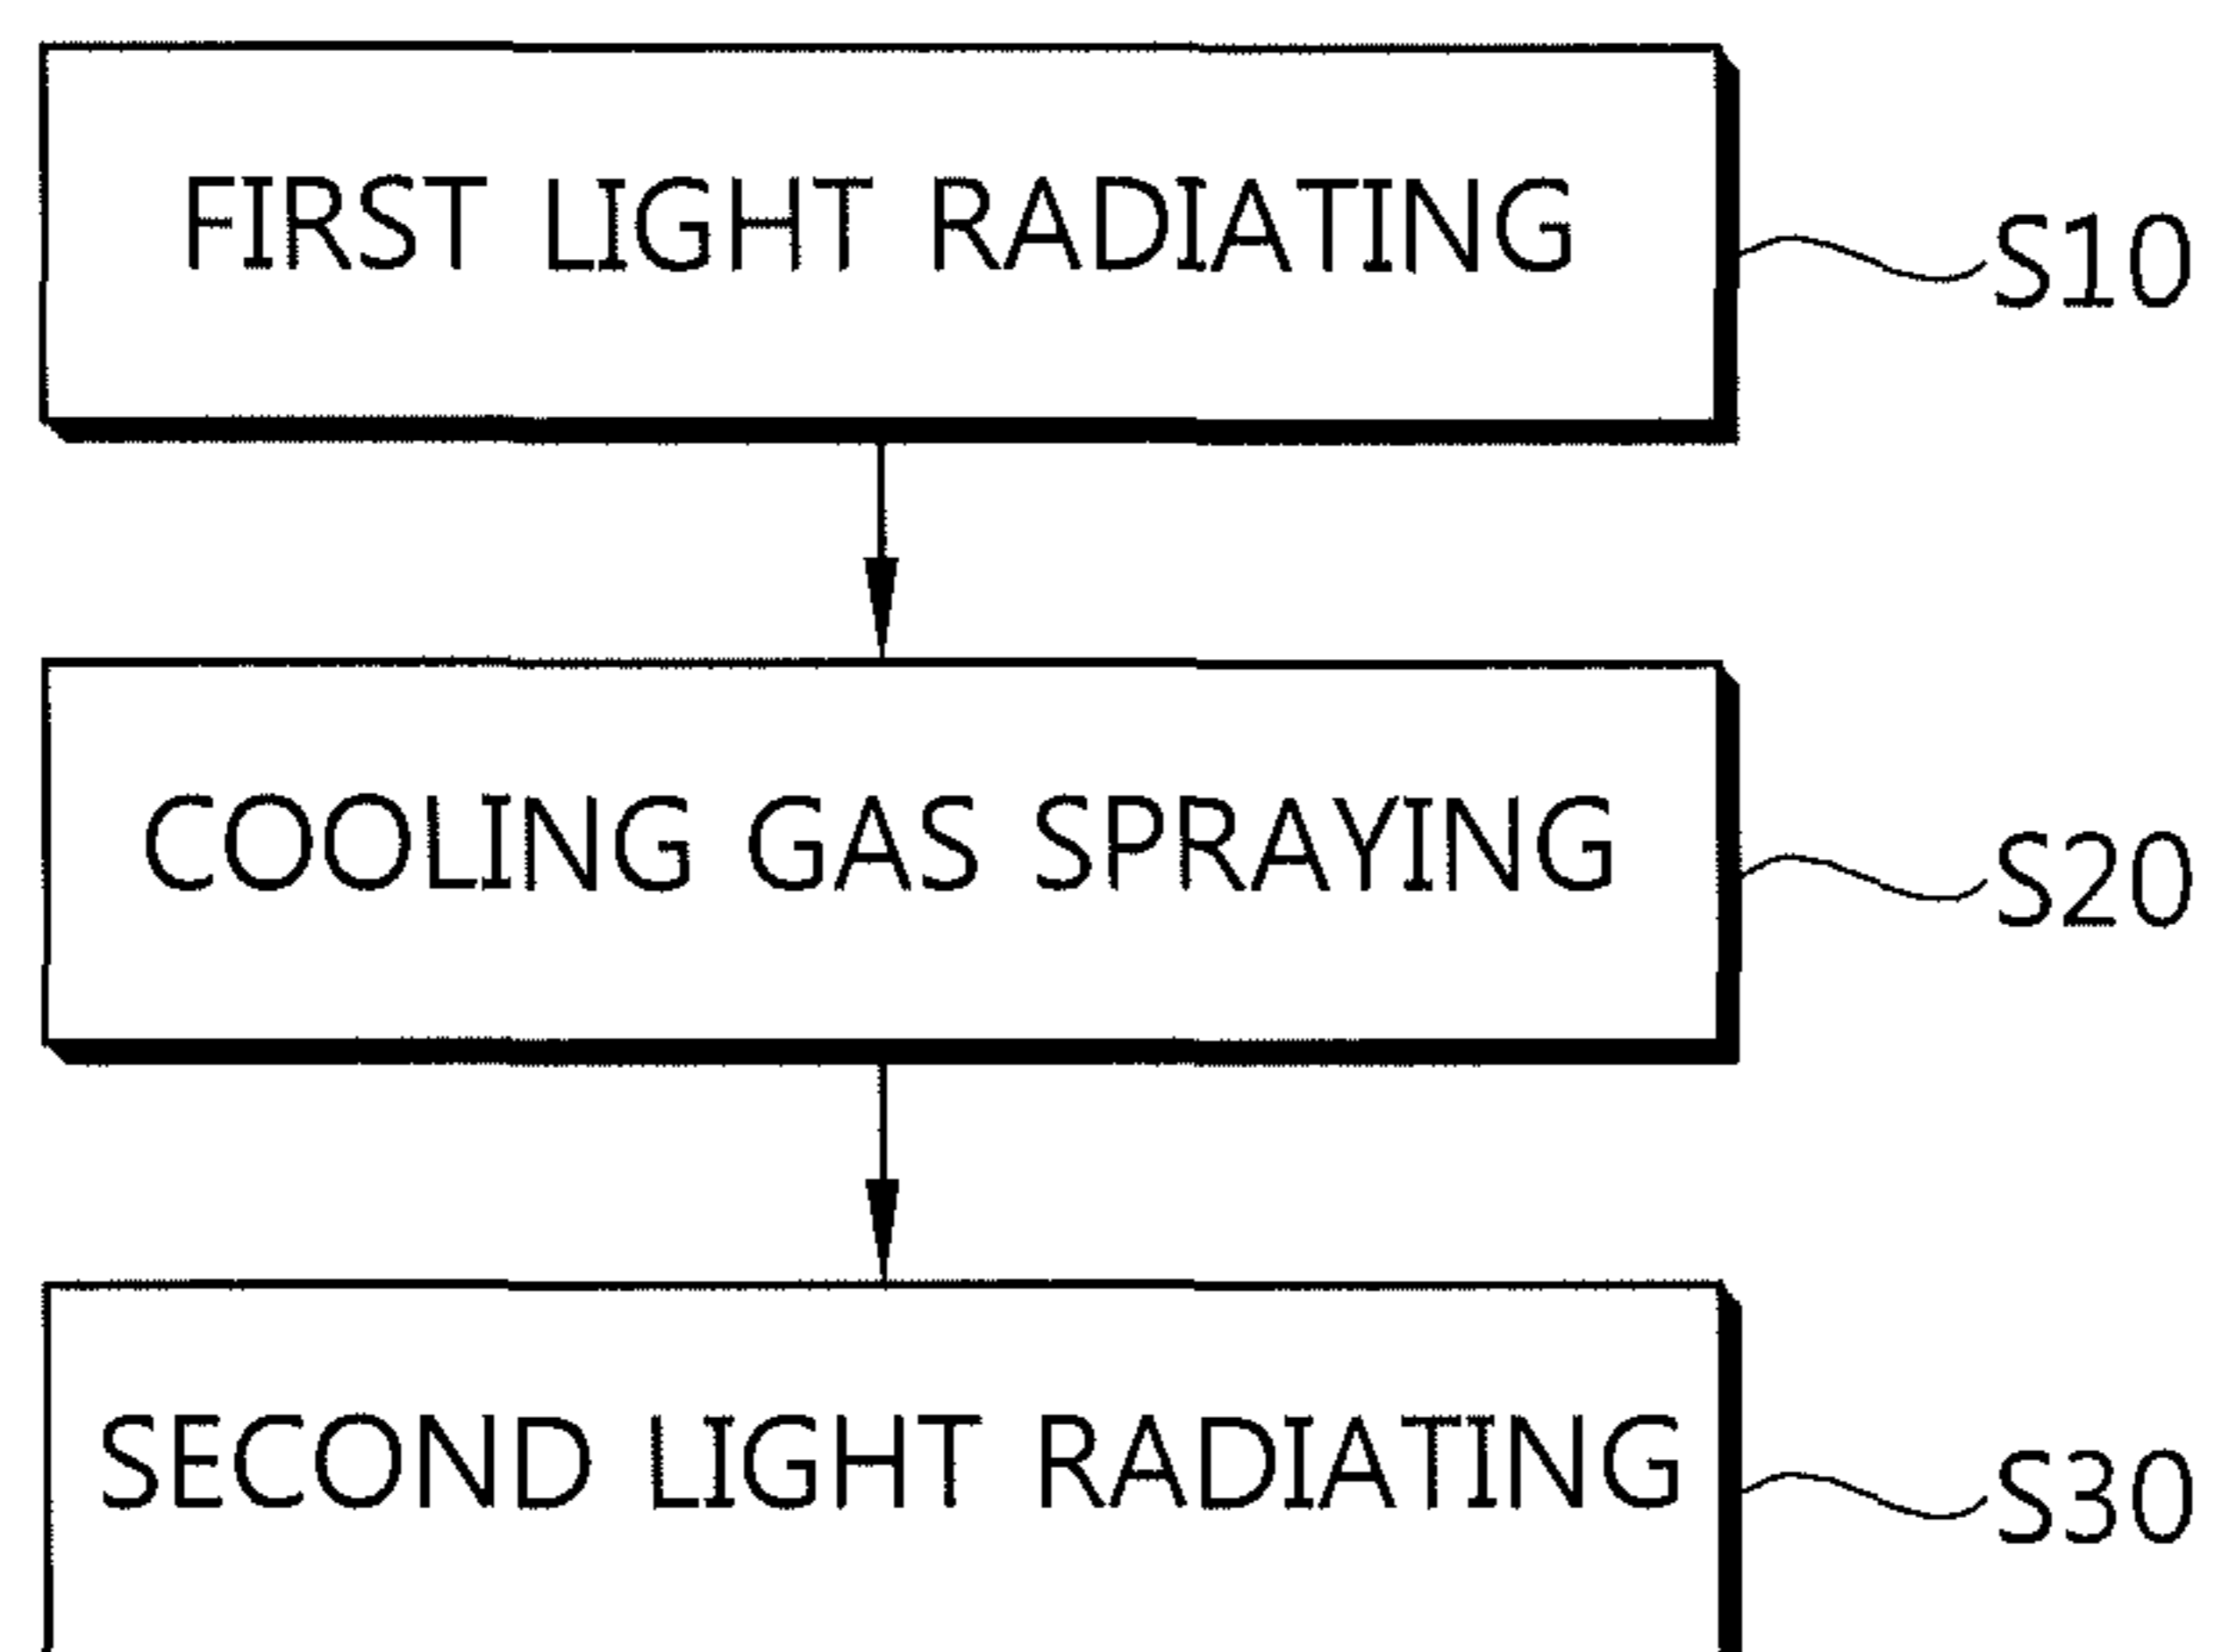 FIRST LIGHT RADIATING
S10
COOLING GAS SPRAYING
S20
SECOND LIGHT RADIATING
S30